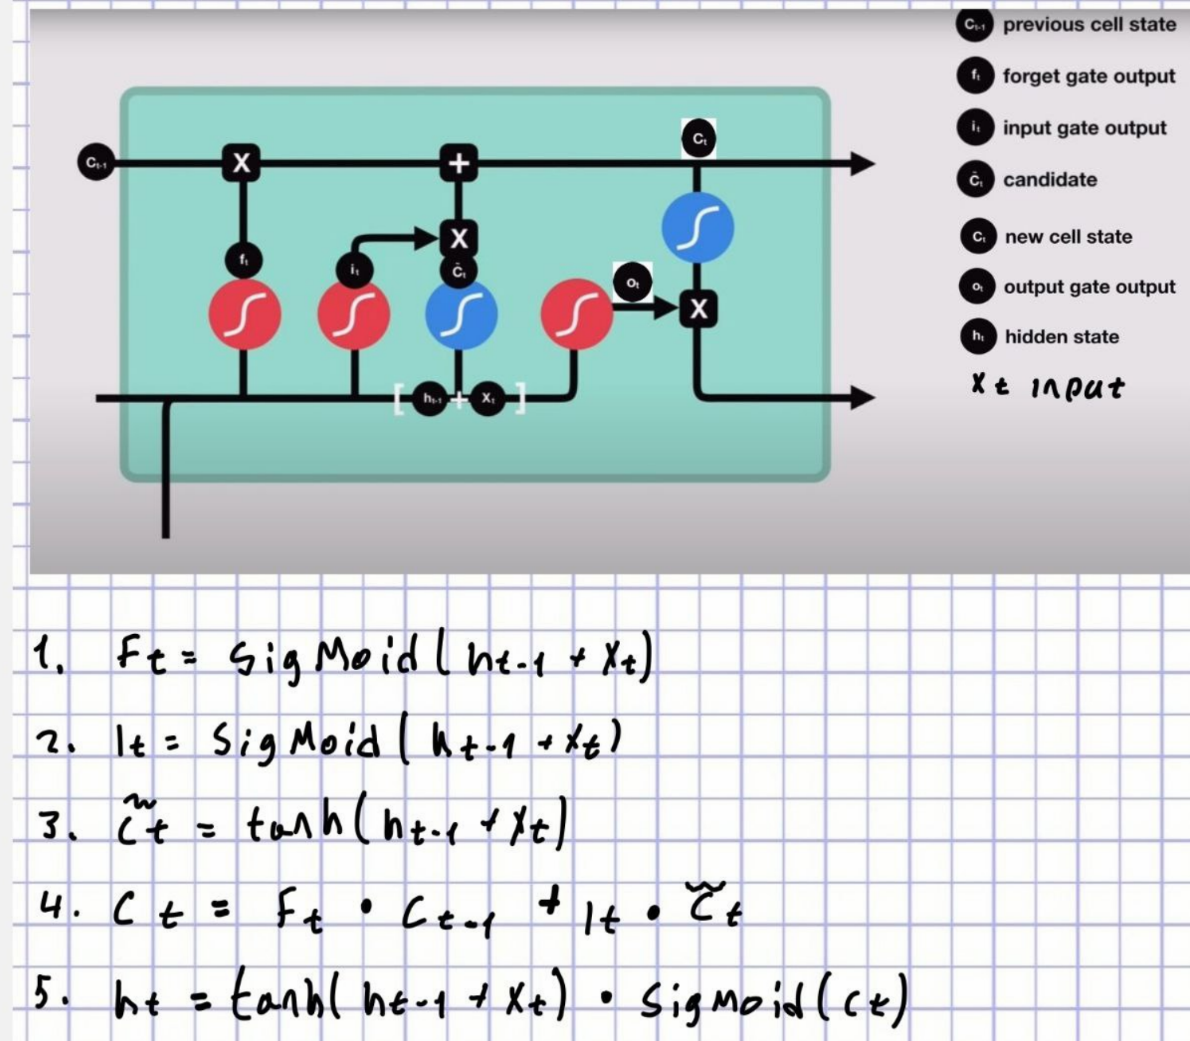 Ct-1 previous cell state
ft forget gate output
it input gate output
c̃t candidate
ct new cell state
ot output gate output
ht hidden state
xt input
Ct-1
X
+
Ct
X
ft
it
c̃t
ot
X
[ ht-1 + Xt ]
1. Ft = SigMoid(ht-1 + Xt)
2. It = SigMoid(ht-1 + Xt)
3. c̃t = tanh(ht-1 + Xt)
4. Ct = Ft • Ct-1 + It • C̃t
5. ht = tanh(ht-1 + Xt) • SigMoid(ct)